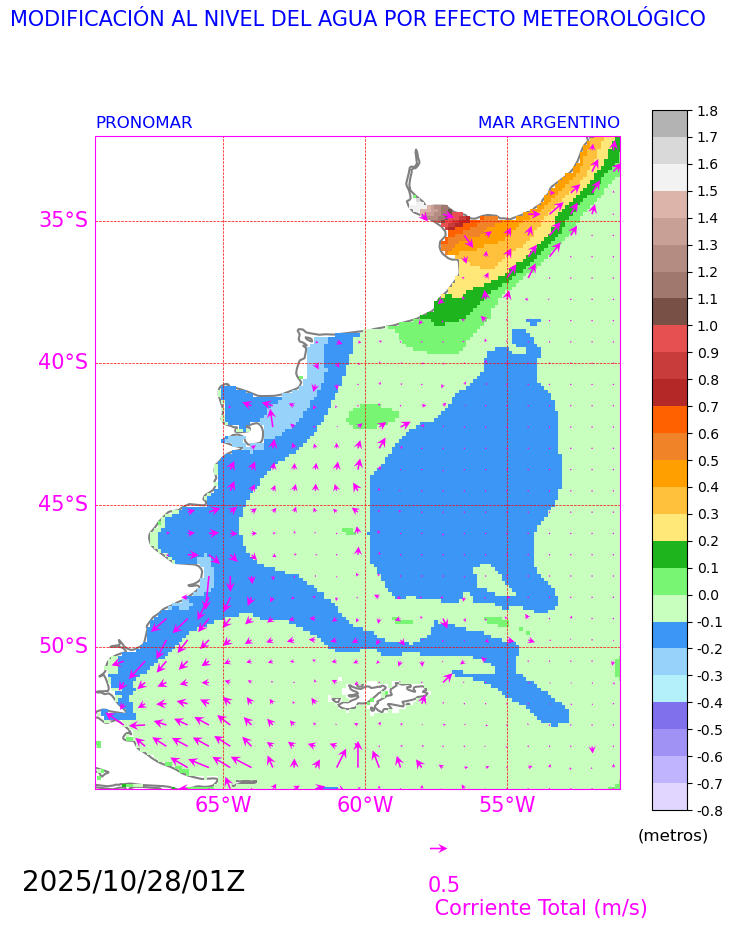 MODIFICACIÓN AL NIVEL DEL AGUA POR EFECTO METEOROLÓGICO
PRONOMAR
MAR ARGENTINO
35°S
40°S
45°S
50°S
65°W
60°W
55°W
1.8
1.7
1.6
1.5
1.4
1.3
1.2
1.1
1.0
0.9
0.8
0.7
0.6
0.5
0.4
0.3
0.2
0.1
0.0
-0.1
-0.2
-0.3
-0.4
-0.5
-0.6
-0.7
-0.8
(metros)
2025/10/28/01Z
0.5
Corriente Total (m/s)